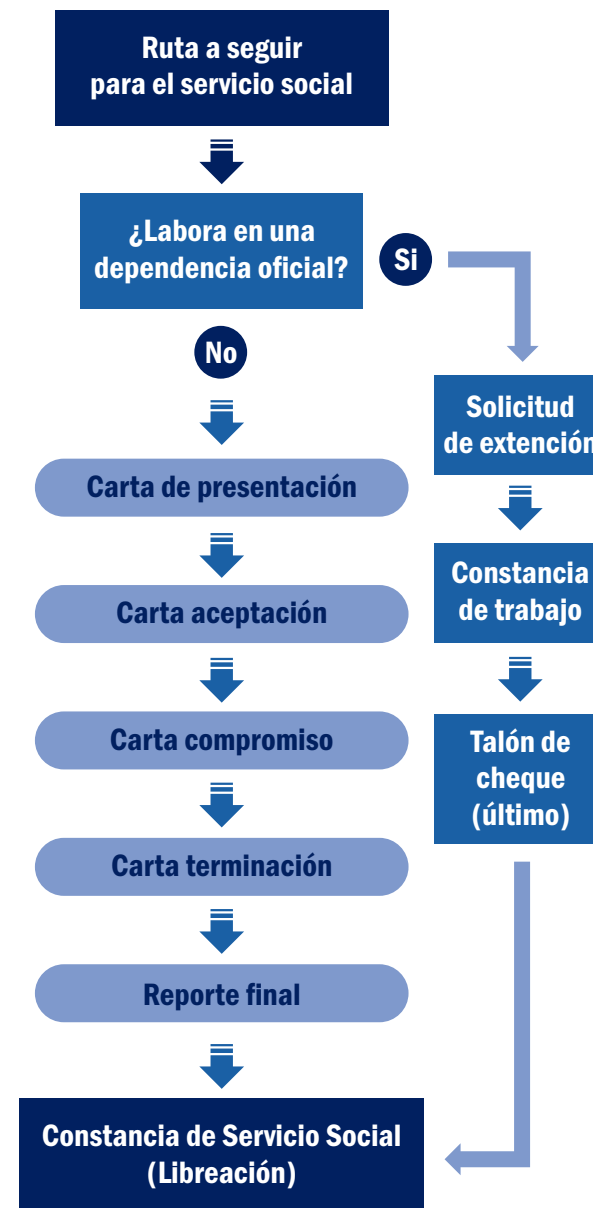 Ruta a seguir
para el servicio social
¿Labora en una
dependencia oficial?
Si
No
Carta de presentación
Carta aceptación
Carta compromiso
Carta terminación
Reporte final
Solicitud
de extención
Constancia
de trabajo
Talón de
cheque
(último)
Constancia de Servicio Social
(Libreación)